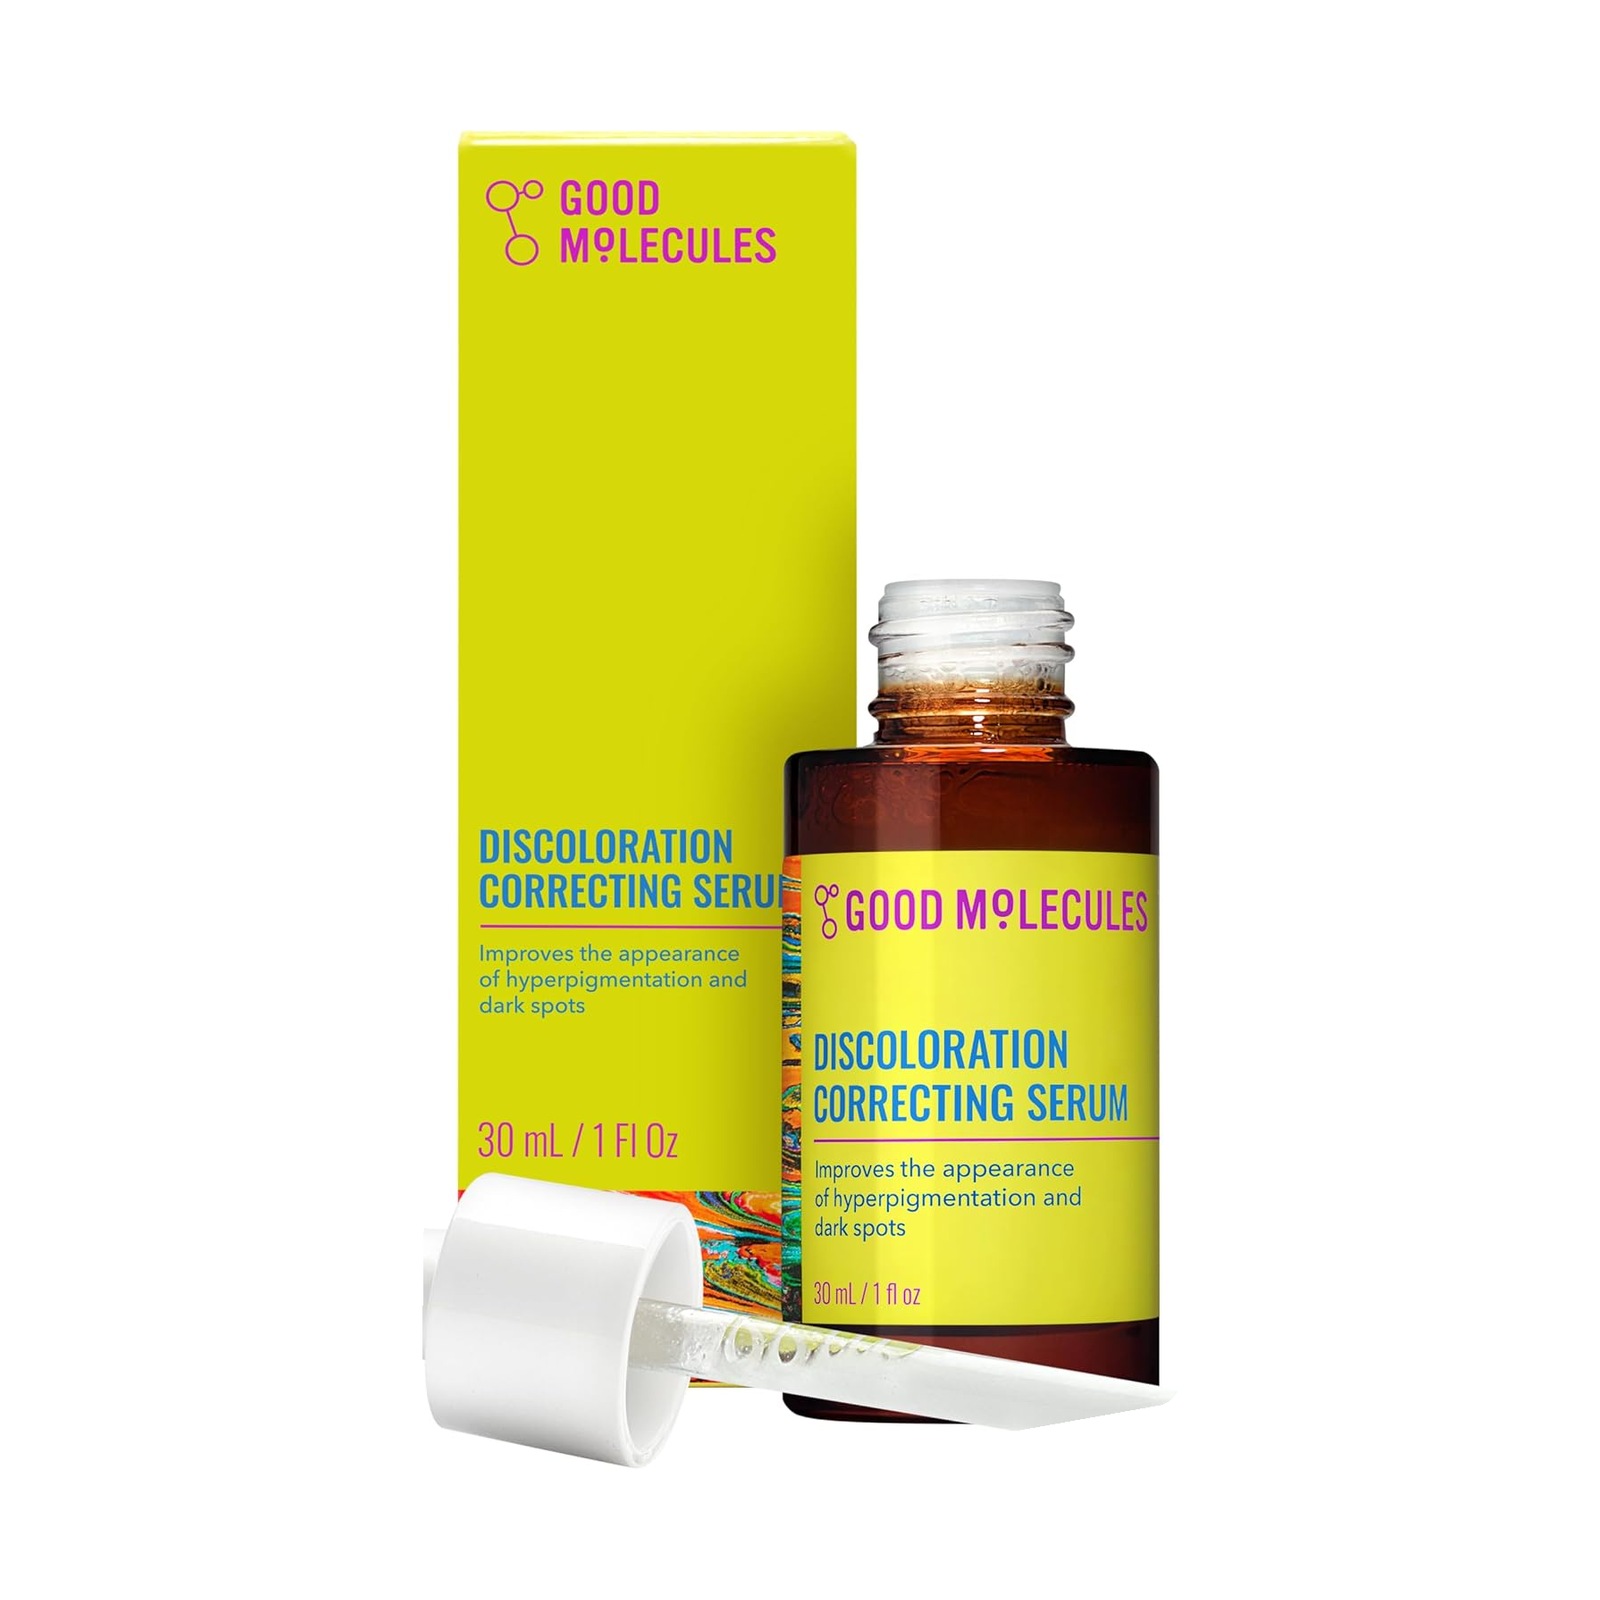 GOOD
MOLECULES
DISCOLORATION
CORRECTING SERUM
Improves the appearance
of hyperpigmentation and
dark spots
30 mL / 1 Fl Oz
GOOD MOLECULES
DISCOLORATION
CORRECTING SERUM
Improves the appearance
of hyperpigmentation and
dark spots
30 mL / 1 fl oz